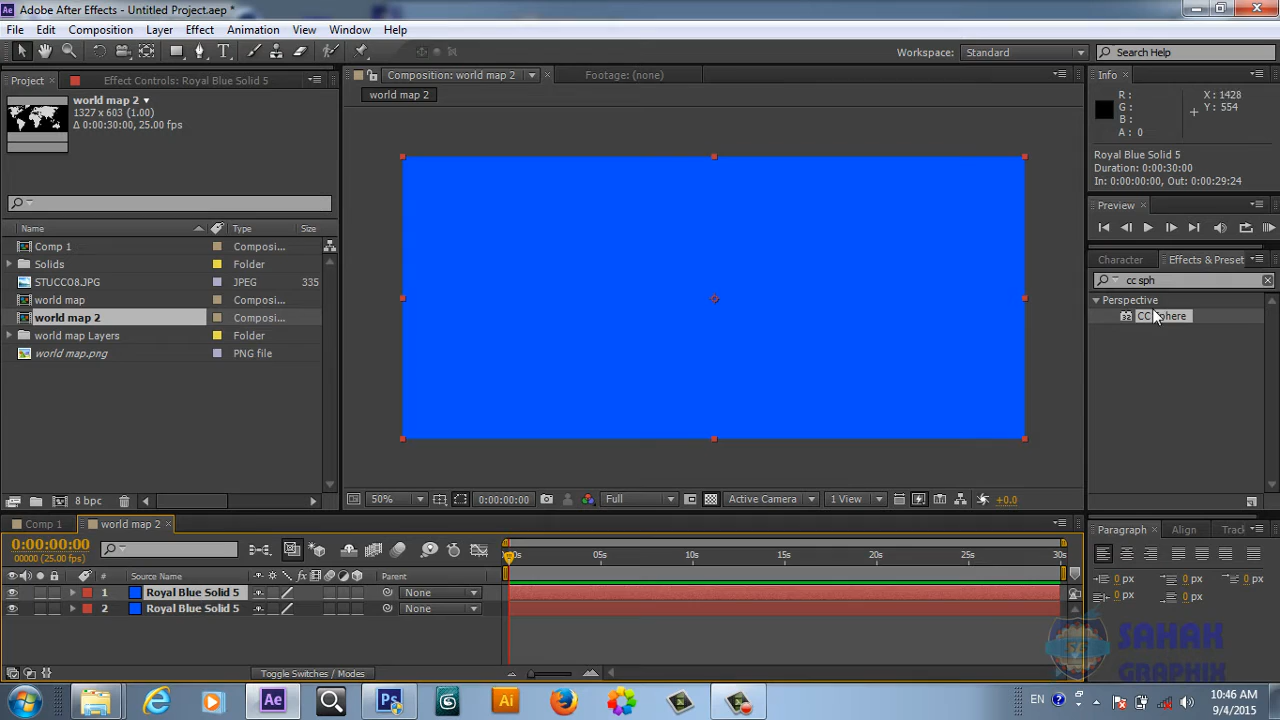 Adobe After Effects - Untitled Project.aep *
File Edit Composition Layer Effect Animation View Window Help
Workspace: Standard Search Help
Project Effect Controls: Royal Blue Solid 5
Composition: world map 2 Footage: (none)
Info
world map 2
1327 x 603 (1.00)
Δ 0:00:30:00, 25.00 fps
world map 2
R :
G :
B :
A : 0
X : 1428
Y : 554
Royal Blue Solid 5
Duration: 0:00:30:00
In: 0:00:00:00, Out: 0:00:29:24
Preview
Name Type Size
Comp 1 Composi...
Solids Folder
STUCCO8.JPG JPEG 335
world map Composi...
world map 2 Composi...
world map Layers Folder
world map.png PNG file
Character Effects & Preset
cc sph
Perspective
32 CC Sphere
8 bpc
50% 0:00:00:00 Full Active Camera 1 View +0.0
Comp 1 world map 2
0:00:00:00
00000 (25.00 fps)
05s 10s 15s 20s 25s 30s
# Source Name Parent
1 Royal Blue Solid 5 None
2 Royal Blue Solid 5 None
Toggle Switches / Modes
Paragraph Align
0 px 0 px 0 px
0 px 0 px
SAHAK
GRAPHIX
Ae Ps Ai
EN
10:46 AM
9/4/2015